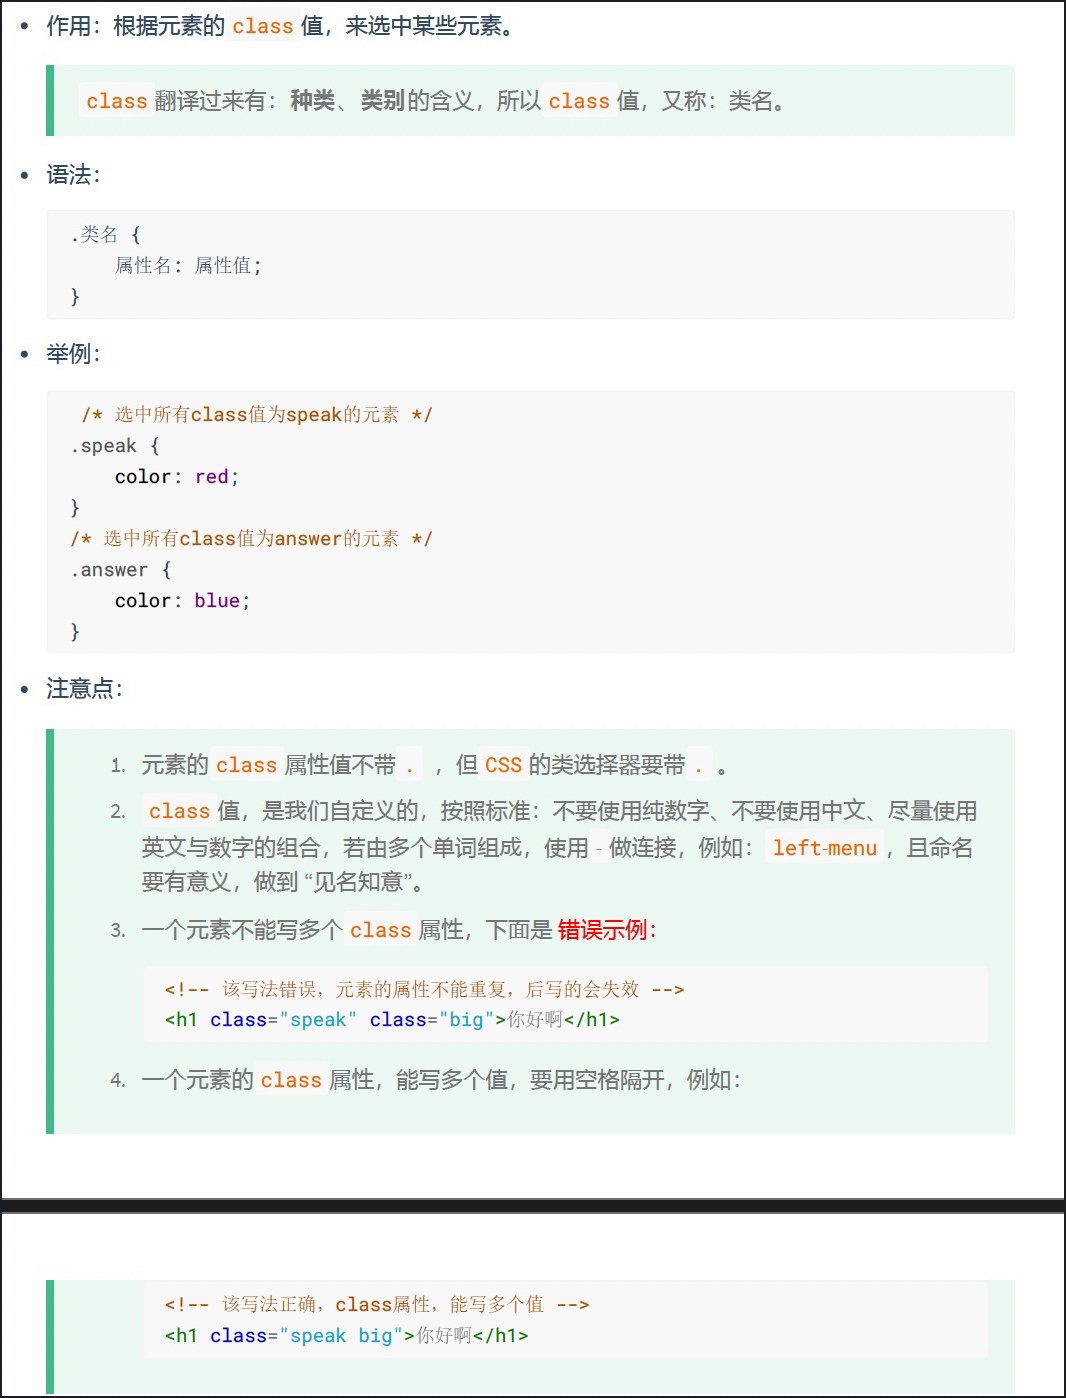 • 作用：根据元素的 class 值，来选中某些元素。
class 翻译过来有：种类、类别的含义，所以 class 值，又称：类名。
• 语法：
.类名 {
    属性名: 属性值;
}
• 举例：
 /* 选中所有class值为speak的元素 */
.speak {
    color: red;
}
/* 选中所有class值为answer的元素 */
.answer {
    color: blue;
}
• 注意点：
1. 元素的 class 属性值不带 . ，但 CSS 的类选择器要带 . 。
2. class 值，是我们自定义的，按照标准：不要使用纯数字、不要使用中文、尽量使用
英文与数字的组合，若由多个单词组成，使用 - 做连接，例如： left-menu ，且命名
要有意义，做到 “见名知意”。
3. 一个元素不能写多个 class 属性，下面是 错误示例：
<!-- 该写法错误，元素的属性不能重复，后写的会失效 -->
<h1 class="speak" class="big">你好啊</h1>
4. 一个元素的 class 属性，能写多个值，要用空格隔开，例如：
<!-- 该写法正确，class属性，能写多个值 -->
<h1 class="speak big">你好啊</h1>